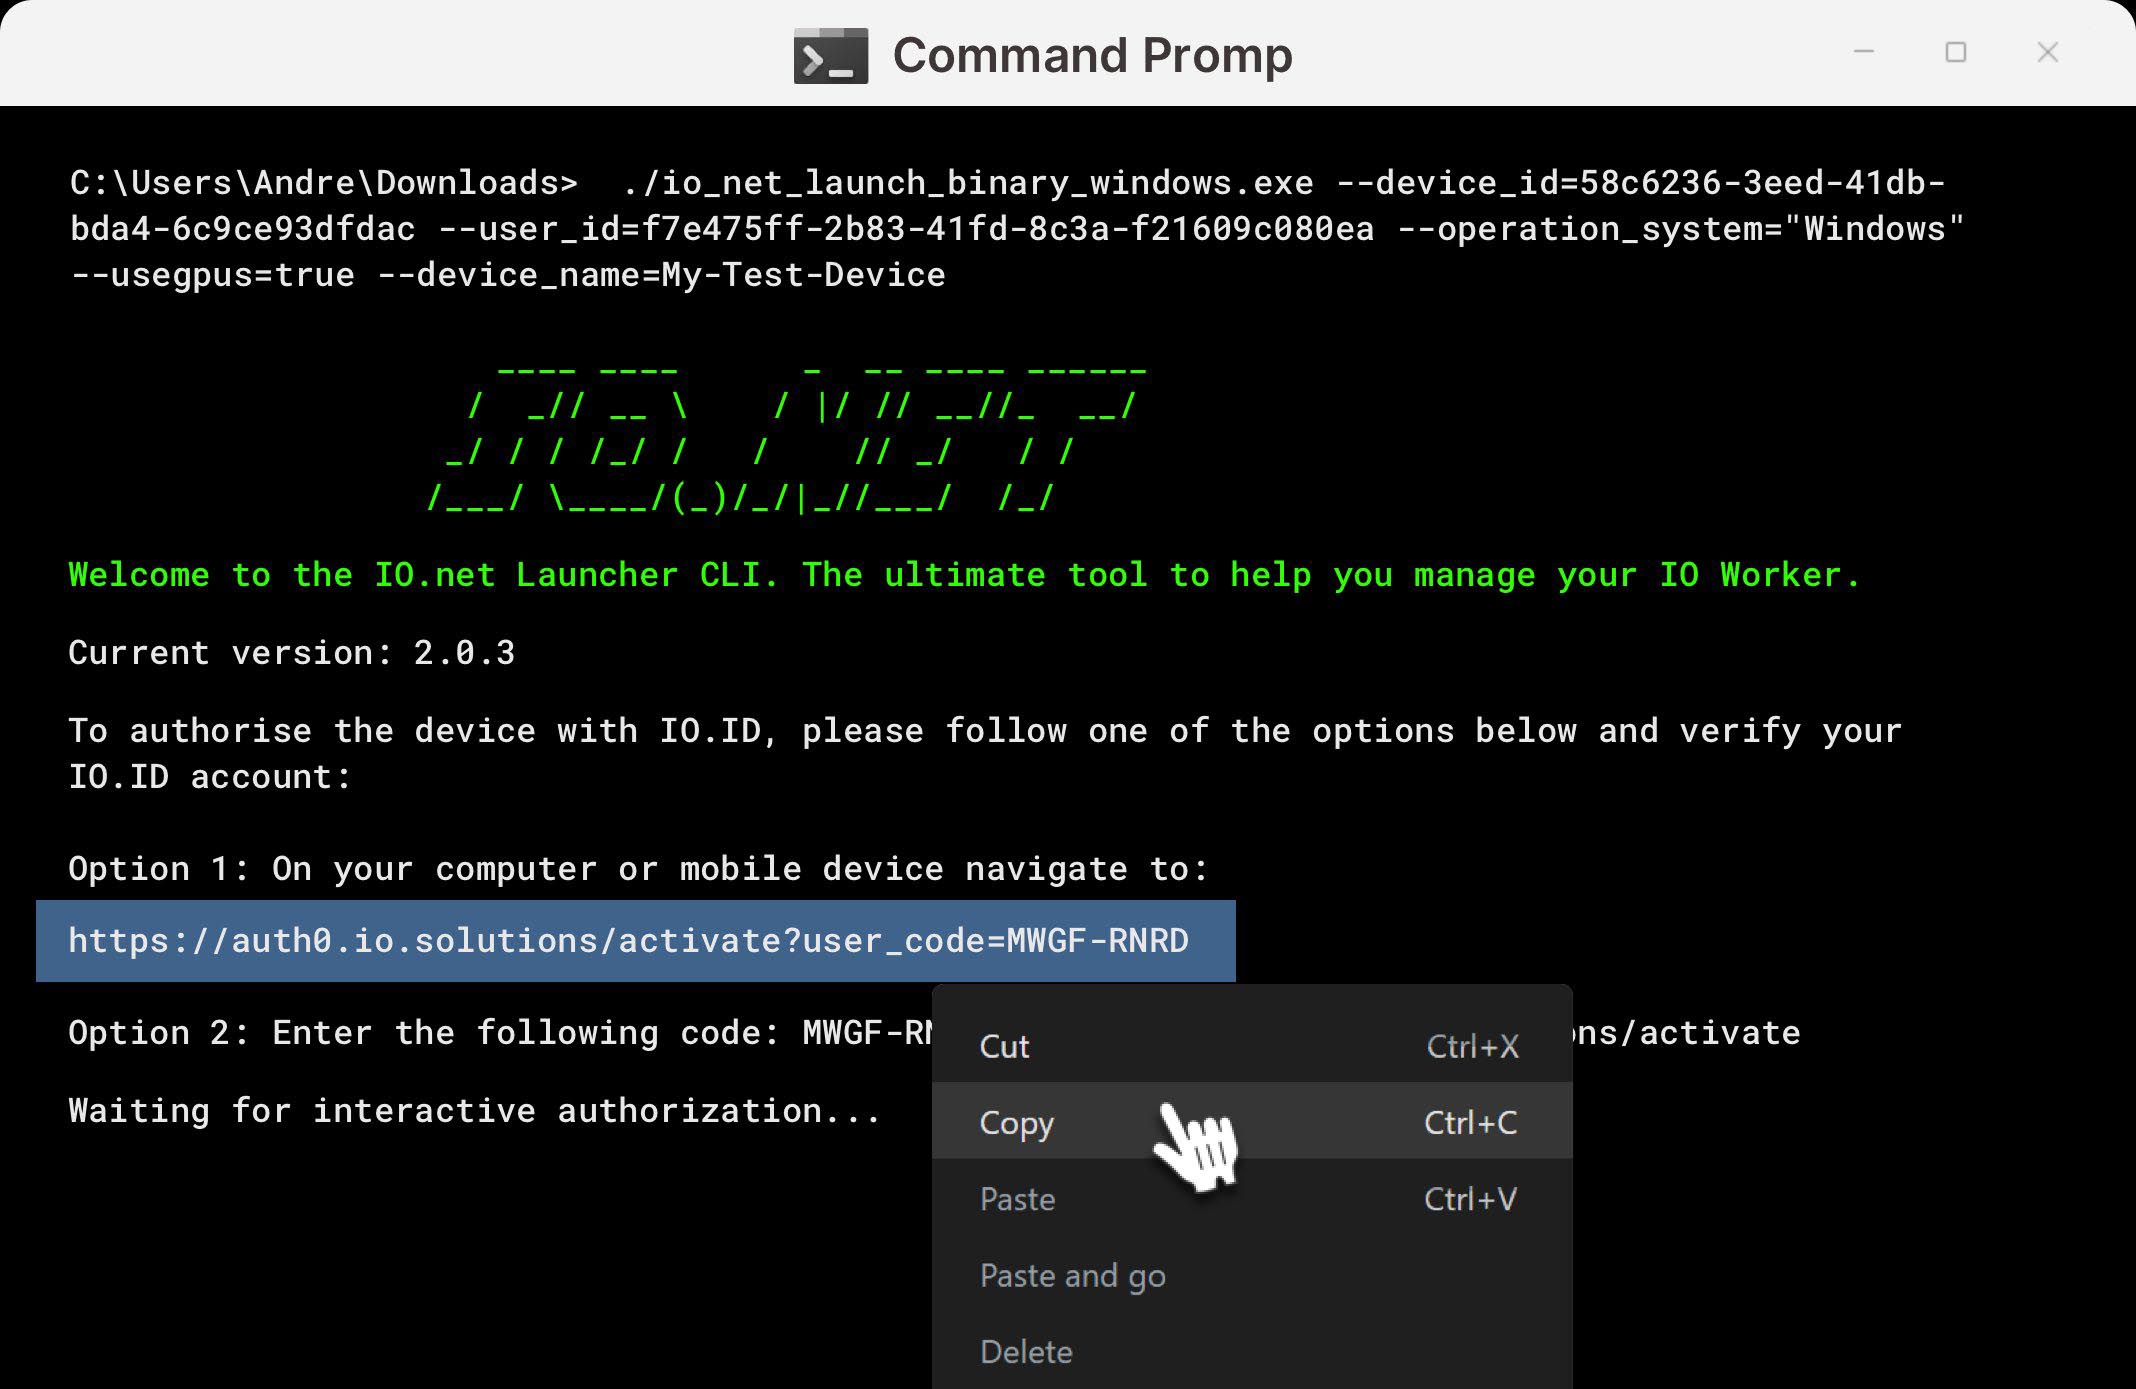 Command Promp
C:\Users\Andre\Downloads>  ./io_net_launch_binary_windows.exe --device_id=58c6236-3eed-41db-
bda4-6c9ce93dfdac --user_id=f7e475ff-2b83-41fd-8c3a-f21609c080ea --operation_system="Windows"
--usegpus=true --device_name=My-Test-Device
IO.NET
Welcome to the IO.net Launcher CLI. The ultimate tool to help you manage your IO Worker.
Current version: 2.0.3
To authorise the device with IO.ID, please follow one of the options below and verify your
IO.ID account:
Option 1: On your computer or mobile device navigate to:
https://auth0.io.solutions/activate?user_code=MWGF-RNRD
Option 2: Enter the following code: MWGF-RN ns/activate
Waiting for interactive authorization...
Cut Ctrl+X
Copy Ctrl+C
Paste Ctrl+V
Paste and go
Delete